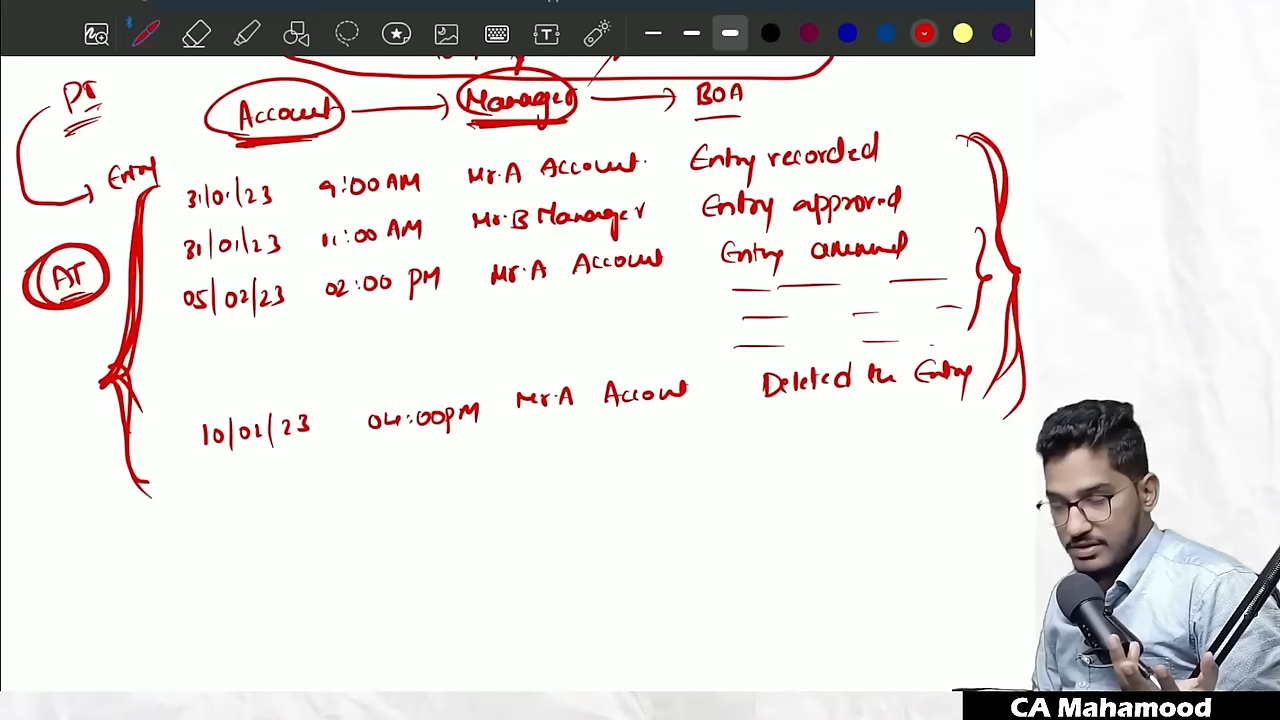 PT
Account → Manager → BOA
Entry
31/01/23 9:00 AM Mr.A Account. Entry recorded
31/01/23 11:00 AM Mr.B Manager Entry approved
AT
05/02/23 02:00 PM Mr.A Account Entry
10/02/23 04:00PM Mr.A Account Deleted the Entry
CA Mahamood